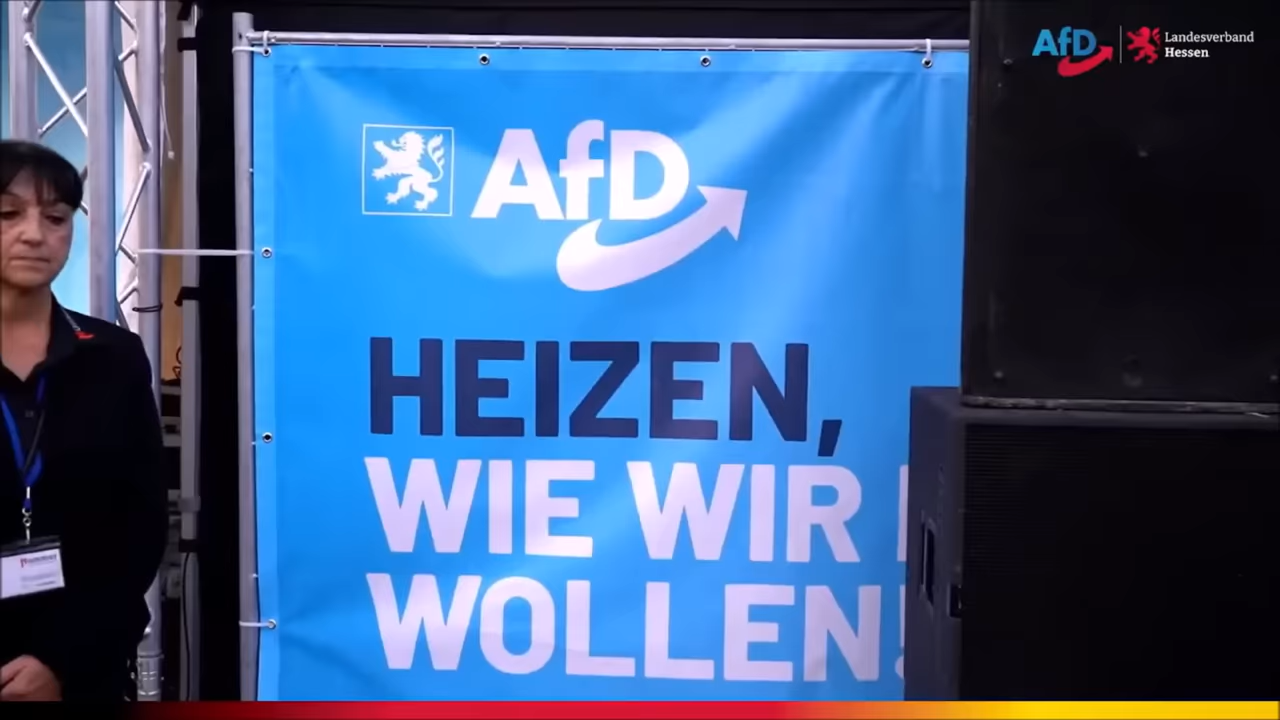 AfD
Landesverband
Hessen
AfD
HEIZEN,
WIE WIR
WOLLEN!